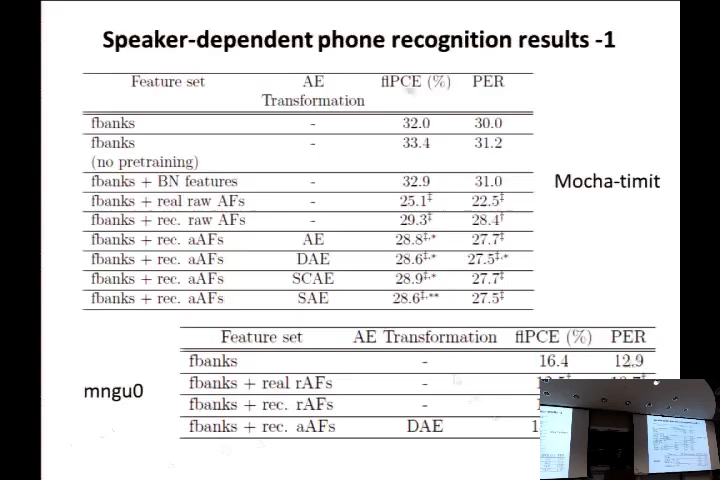 Speaker-dependent phone recognition results -1
Feature set AE flPCE (%) PER
Transformation
fbanks - 32.0 30.0
fbanks - 33.4 31.2
(no pretraining)
fbanks + BN features - 32.9 31.0
fbanks + real raw AFs - 25.1‡ 22.5‡
fbanks + rec. raw AFs - 29.3‡ 28.4†
fbanks + rec. aAFs AE 28.8‡,* 27.7‡
fbanks + rec. aAFs DAE 28.6‡,* 27.5‡,*
fbanks + rec. aAFs SCAE 28.9‡,* 27.7‡
fbanks + rec. aAFs SAE 28.6‡,** 27.5‡
Mocha-timit
Feature set AE Transformation flPCE (%) PER
fbanks - 16.4 12.9
fbanks + real rAFs -
fbanks + rec. rAFs -
fbanks + rec. aAFs DAE
mngu0